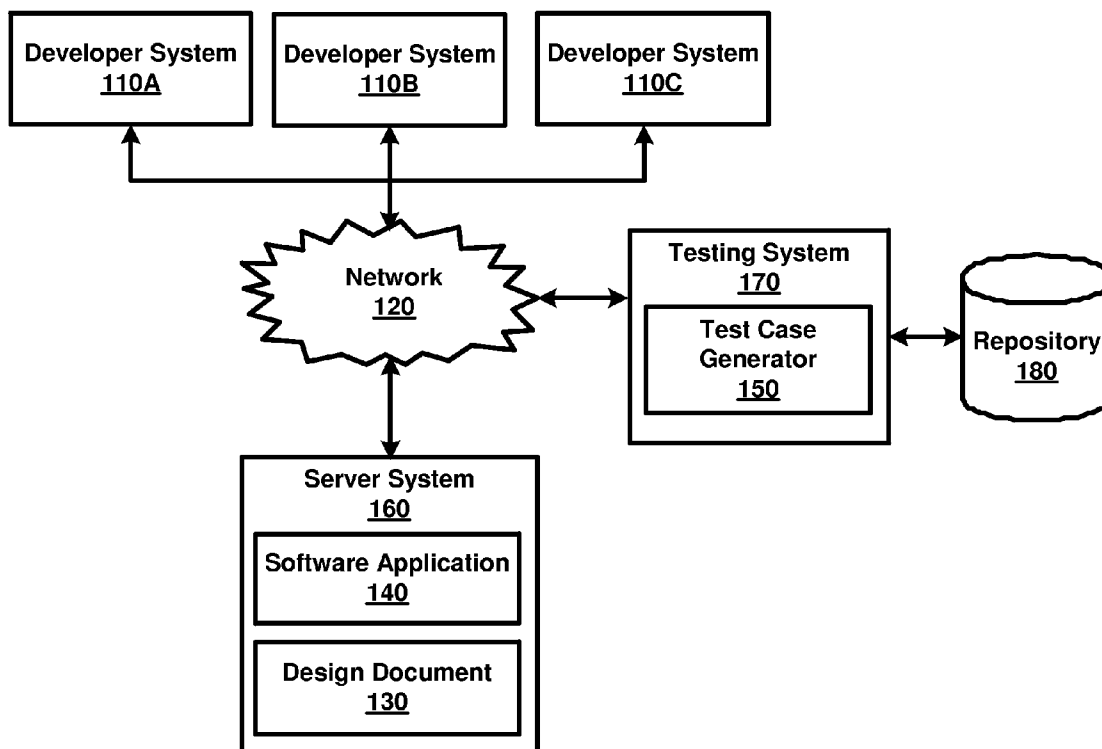 Developer System
110A
Developer System
110B
Developer System
110C
Network
120
Testing System
170
Test Case
Generator
150
Repository
180
Server System
160
Software Application
140
Design Document
130